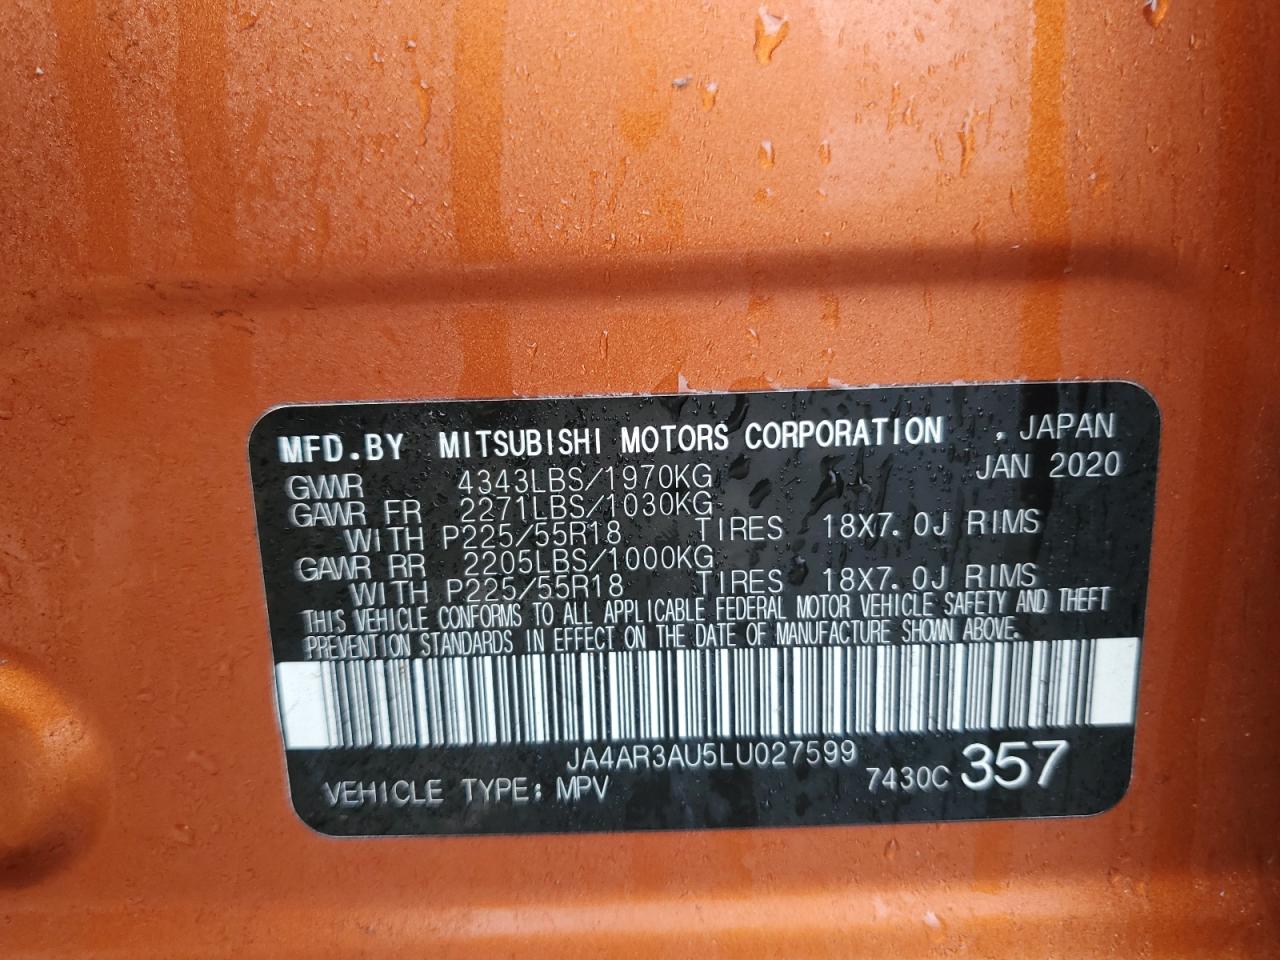 MFD.BY MITSUBISHI MOTORS CORPORATION . JAPAN
GVWR 4343LBS/1970KG JAN 2020
GAWR FR 2271LBS/1030KG
WITH P225/55R18 TIRES 18X7.0J RIMS
GAWR RR 2205LBS/1000KG
WITH P225/55R18 TIRES 18X7.0J RIMS
THIS VEHICLE CONFORMS TO ALL APPLICABLE FEDERAL MOTOR VEHICLE SAFETY AND THEFT
PREVENTION STANDARDS IN EFFECT ON THE DATE OF MANUFACTURE SHOWN ABOVE.
JA4AR3AU5LU027599
VEHICLE TYPE: MPV 7430C 357